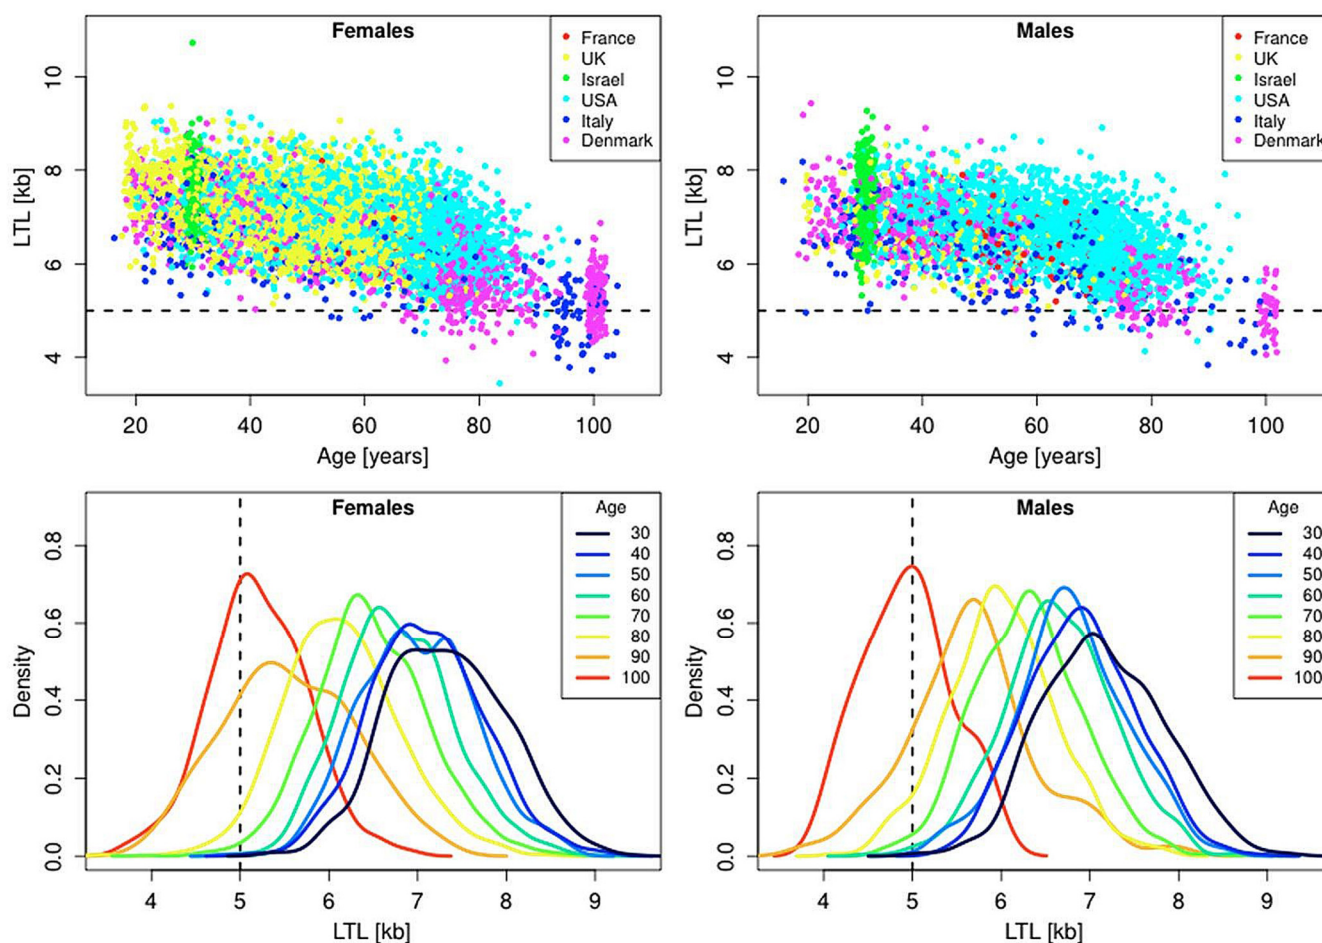 Females
France
UK
Israel
USA
Italy
Denmark
LTL [kb]
10
8
6
4
20 40 60 80 100
Age [years]
Males
France
UK
Israel
USA
Italy
Denmark
LTL [kb]
10
8
6
4
20 40 60 80 100
Age [years]
Females
Age
30
40
50
60
70
80
90
100
Density
0.8
0.6
0.4
0.2
0.0
4 5 6 7 8 9
LTL [kb]
Males
Age
30
40
50
60
70
80
90
100
Density
0.8
0.6
0.4
0.2
0.0
4 5 6 7 8 9
LTL [kb]